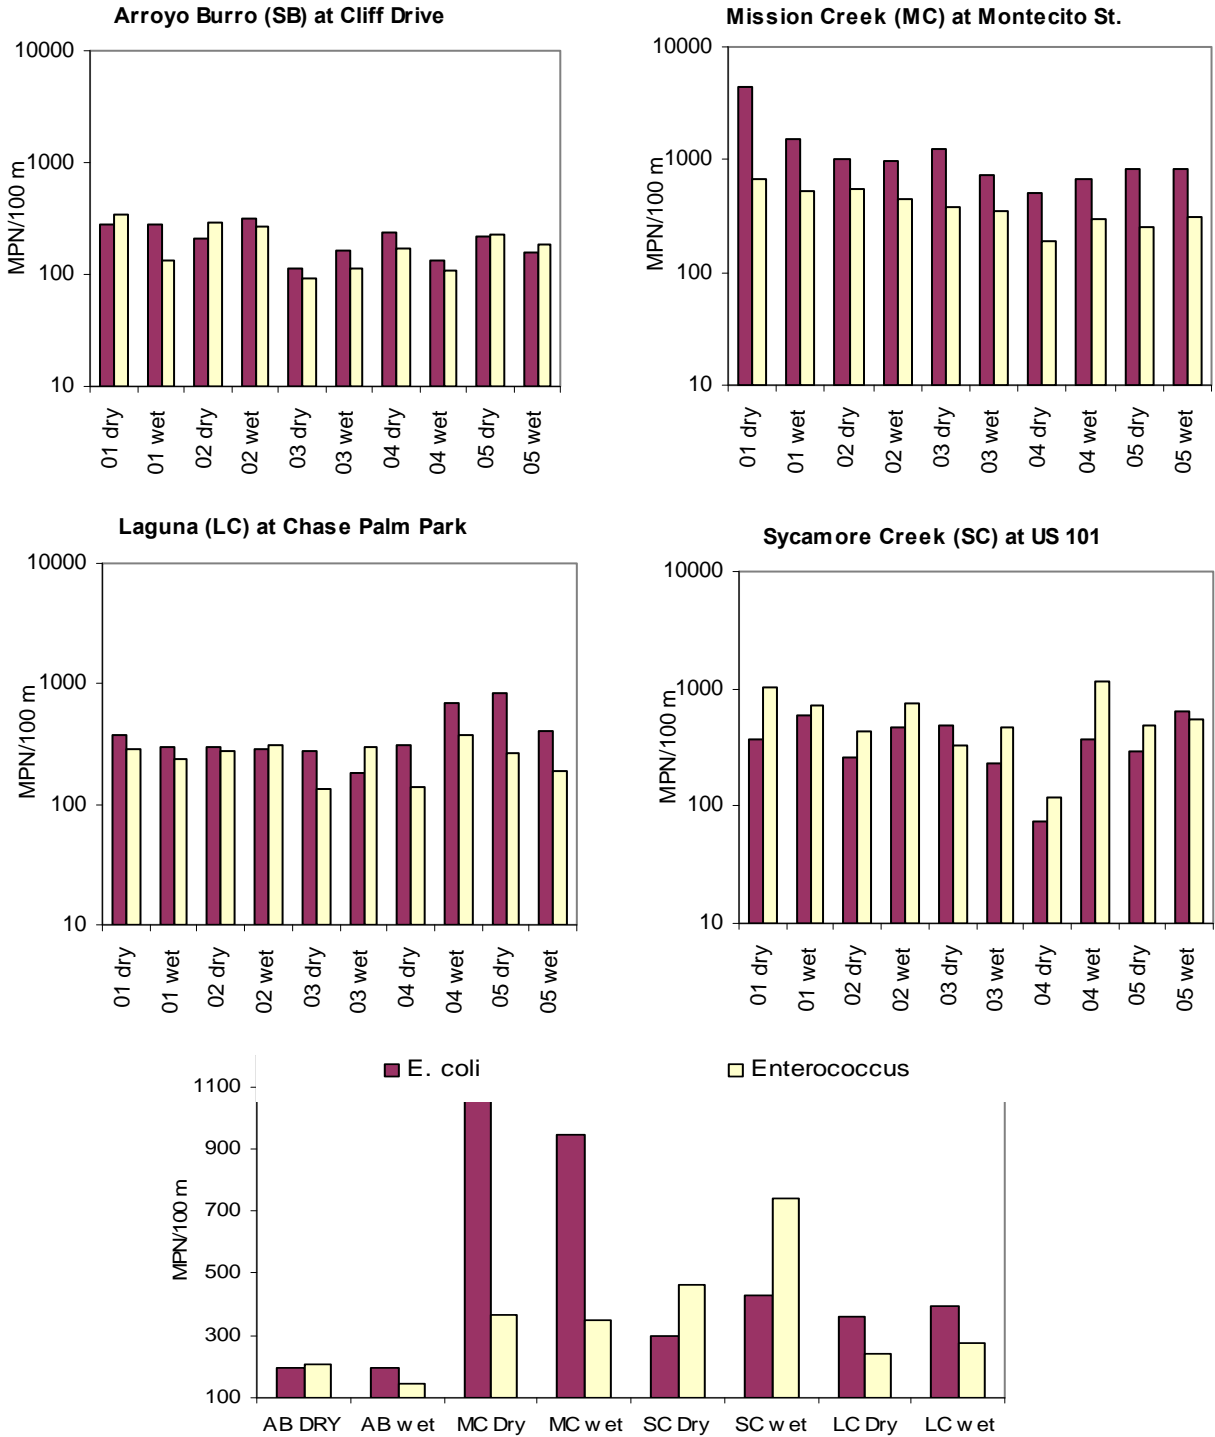 Arroyo Burro (SB) at Cliff Drive
10000
1000
100
10
MPN/100 m
01 dry
01 wet
02 dry
02 wet
03 dry
03 wet
04 dry
04 wet
05 dry
05 wet
Mission Creek (MC) at Montecito St.
10000
1000
100
10
MPN/100 m
01 dry
01 wet
02 dry
02 wet
03 dry
03 wet
04 dry
04 wet
05 dry
05 wet
Laguna (LC) at Chase Palm Park
10000
1000
100
10
MPN/100 m
01 dry
01 wet
02 dry
02 wet
03 dry
03 wet
04 dry
04 wet
05 dry
05 wet
Sycamore Creek (SC) at US 101
10000
1000
100
10
MPN/100 m
01 dry
01 wet
02 dry
02 wet
03 dry
03 wet
04 dry
04 wet
05 dry
05 wet
E. coli
Enterococcus
1100
900
700
500
300
100
MPN/100 m
AB DRY
AB wet
MC Dry
MC wet
SC Dry
SC wet
LC Dry
LC wet